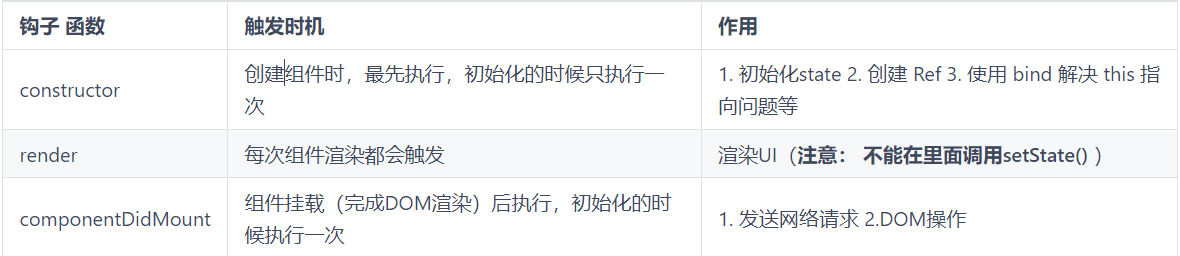 钩子 函数 触发时机 作用
constructor
创建组件时，最先执行，初始化的时候只执行一
次
1. 初始化state 2. 创建 Ref 3. 使用 bind 解决 this 指
向问题等
render 每次组件渲染都会触发 渲染UI（注意： 不能在里面调用setState() ）
componentDidMount
组件挂载（完成DOM渲染）后执行，初始化的时
候执行一次
1. 发送网络请求 2.DOM操作